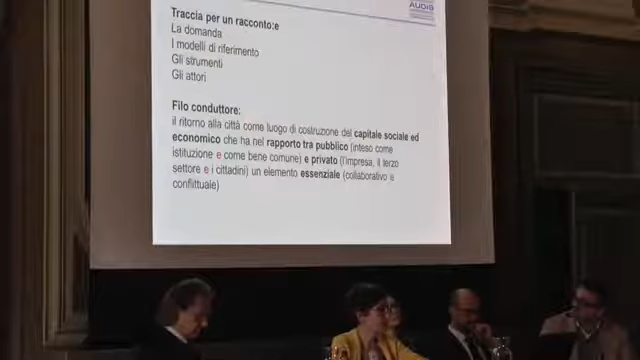 AUDIS
Traccia per un racconto:e
La domanda
I modelli di riferimento
Gli strumenti
Gli attori
Filo conduttore:
il ritorno alla città come luogo di costruzione del capitale sociale ed
economico che ha nel rapporto tra pubblico (inteso come
istituzione e come bene comune) e privato (l'impresa, il terzo
settore e i cittadini) un elemento essenziale (collaborativo e
conflittuale)